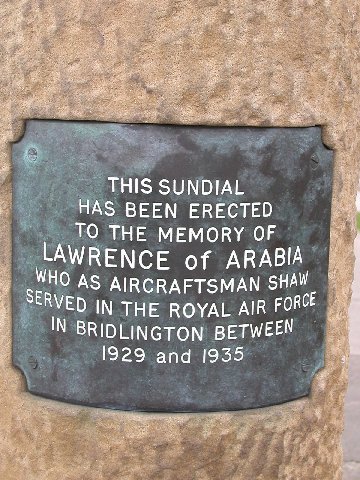 THIS SUNDIAL
HAS BEEN ERECTED
TO THE MEMORY OF
LAWRENCE of ARABIA
WHO AS AIRCRAFTSMAN SHAW
SERVED IN THE ROYAL AIR FORCE
IN BRIDLINGTON BETWEEN
1929 and 1935